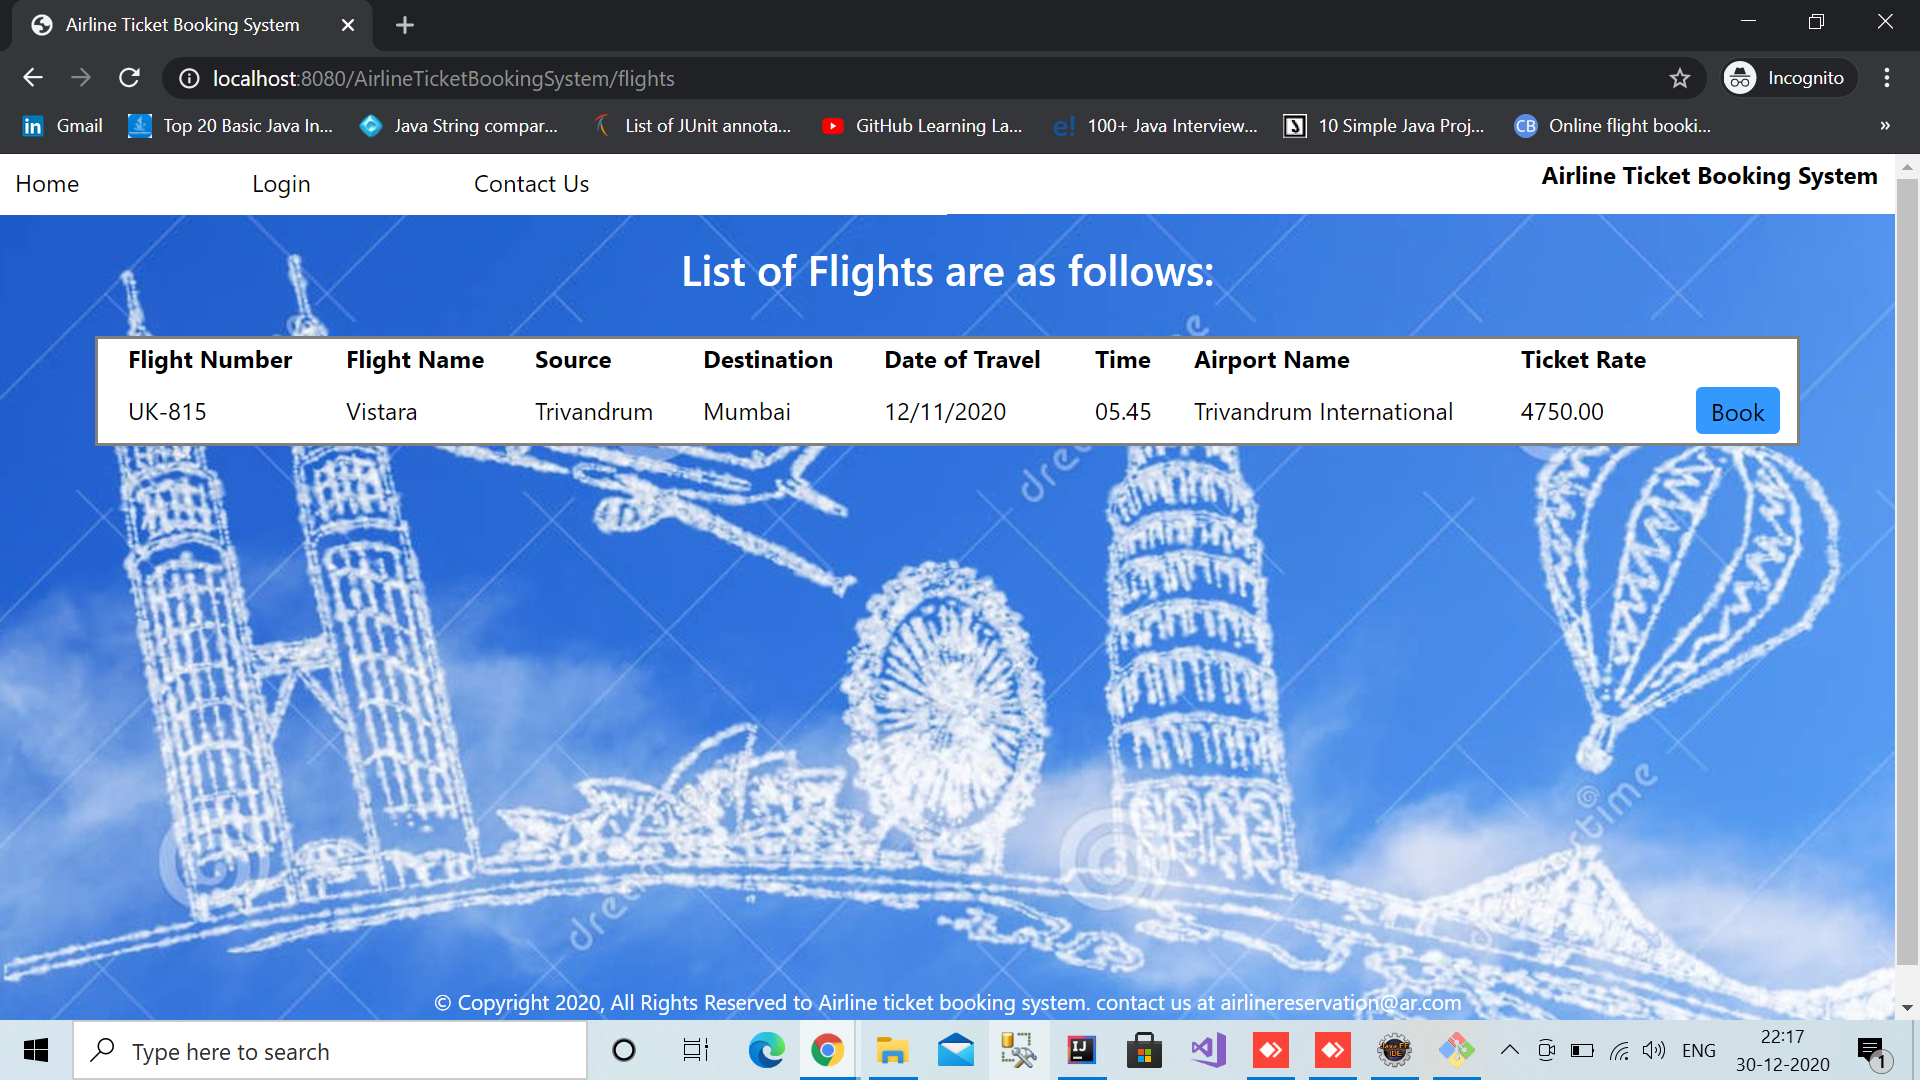 Airline Ticket Booking System
localhost:8080/AirlineTicketBookingSystem/flights
Incognito
Gmail Top 20 Basic Java In... Java String compar... List of JUnit annota... GitHub Learning La... 100+ Java Interview... 10 Simple Java Proj... Online flight booki... »
Home Login Contact Us Airline Ticket Booking System
List of Flights are as follows:
Flight Number Flight Name Source Destination Date of Travel Time Airport Name Ticket Rate
UK-815 Vistara Trivandrum Mumbai 12/11/2020 05.45 Trivandrum International 4750.00 Book
© Copyright 2020, All Rights Reserved to Airline ticket booking system. contact us at airlinereservation@ar.com
Type here to search
ENG
22:17
30-12-2020
1